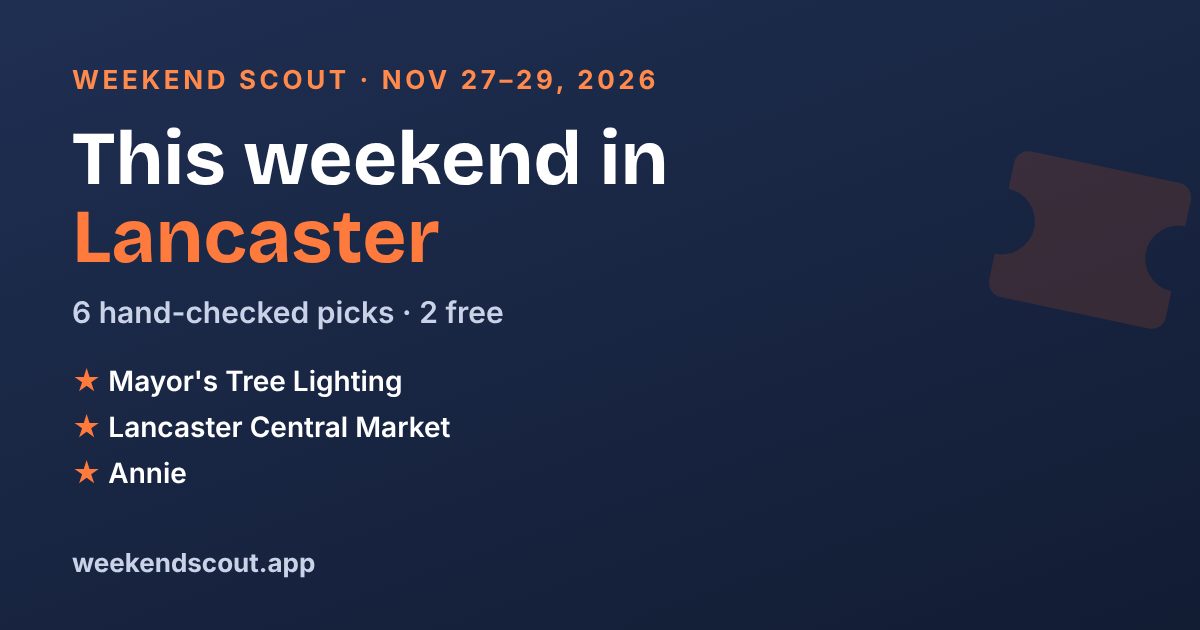 WEEKEND SCOUT · NOV 27–29, 2026
This weekend in
Lancaster
6 hand-checked picks · 2 free
★ Mayor's Tree Lighting
★ Lancaster Central Market
★ Annie
weekendscout.app